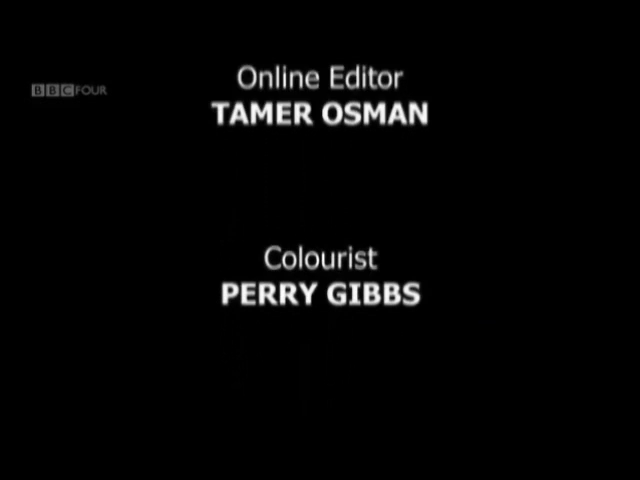 BBC FOUR
Online Editor
TAMER OSMAN
Colourist
PERRY GIBBS